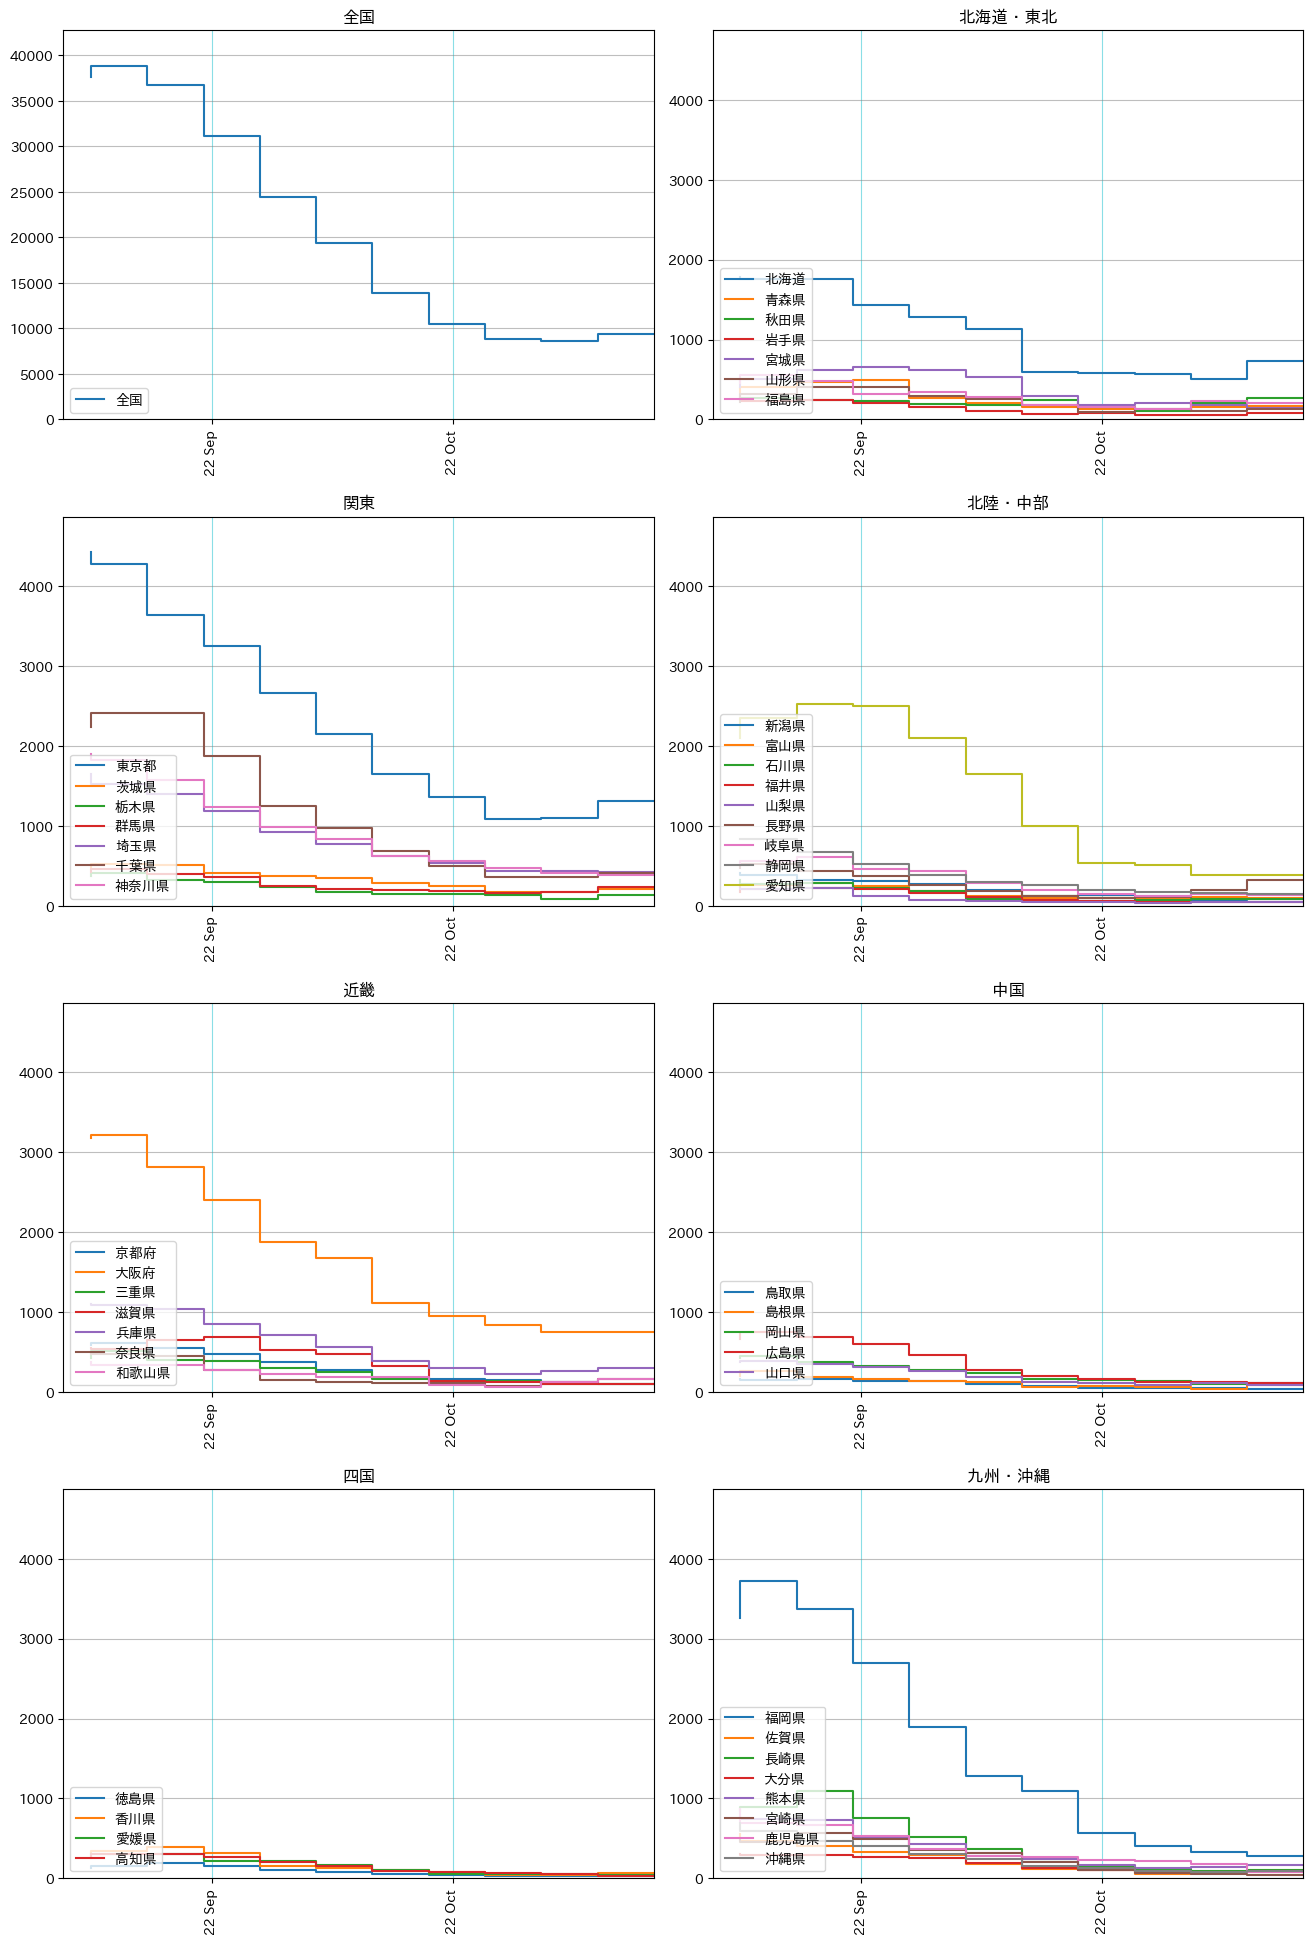 全国
40000
35000
30000
25000
20000
15000
10000
5000
0
全国
22 Sep
22 Oct
北海道・東北
4000
3000
2000
1000
0
北海道
青森県
秋田県
岩手県
宮城県
山形県
福島県
22 Sep
22 Oct
関東
4000
3000
2000
1000
0
東京都
茨城県
栃木県
群馬県
埼玉県
千葉県
神奈川県
22 Sep
22 Oct
北陸・中部
4000
3000
2000
1000
0
新潟県
富山県
石川県
福井県
山梨県
長野県
岐阜県
静岡県
愛知県
22 Sep
22 Oct
近畿
4000
3000
2000
1000
0
京都府
大阪府
三重県
滋賀県
兵庫県
奈良県
和歌山県
22 Sep
22 Oct
中国
4000
3000
2000
1000
0
鳥取県
島根県
岡山県
広島県
山口県
22 Sep
22 Oct
四国
4000
3000
2000
1000
0
徳島県
香川県
愛媛県
高知県
22 Sep
22 Oct
九州・沖縄
4000
3000
2000
1000
0
福岡県
佐賀県
長崎県
大分県
熊本県
宮崎県
鹿児島県
沖縄県
22 Sep
22 Oct